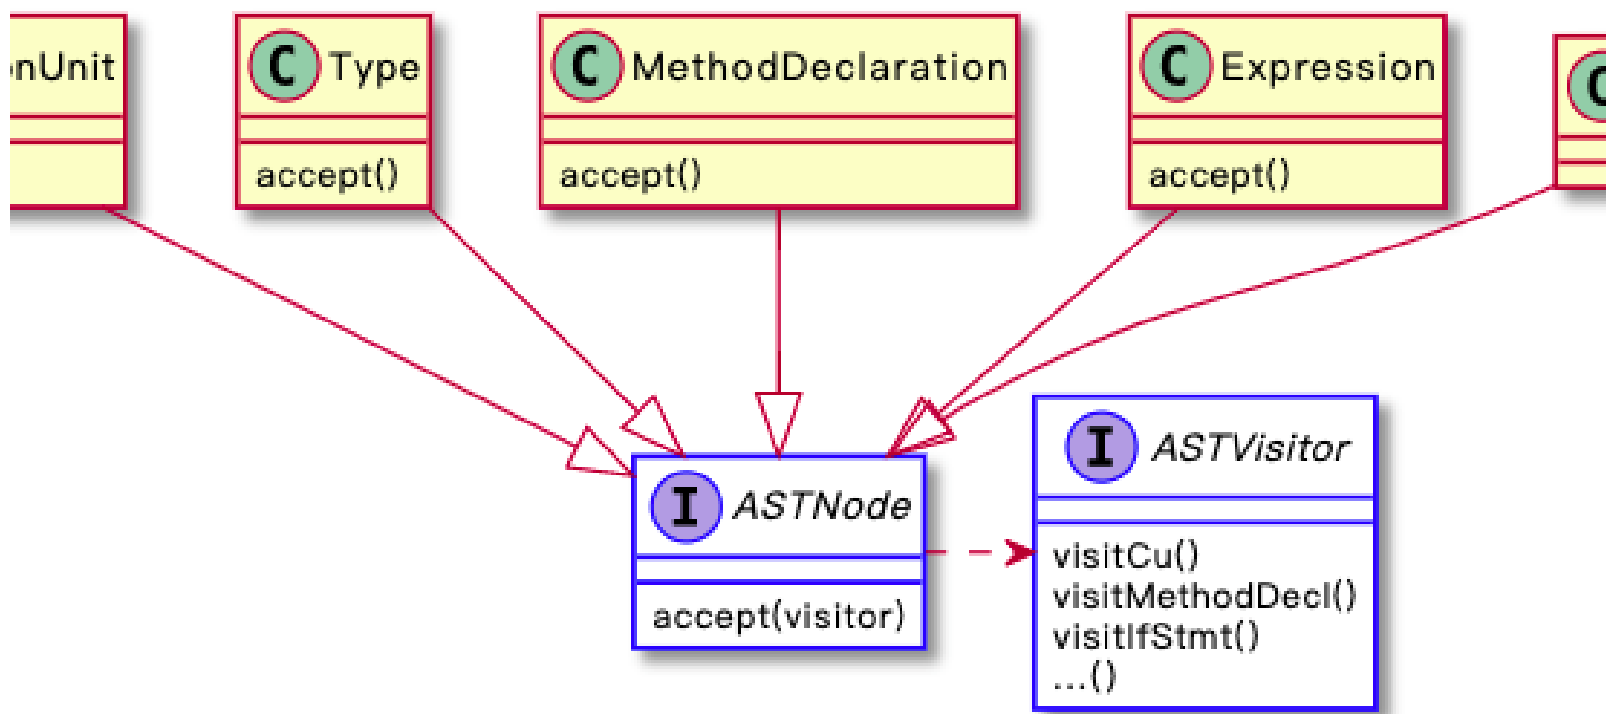 nUnit
C Type
C MethodDeclaration
C Expression
C
accept()
accept()
accept()
I ASTNode
accept(visitor)
I ASTVisitor
visitCu()
visitMethodDecl()
visitIfStmt()
...()